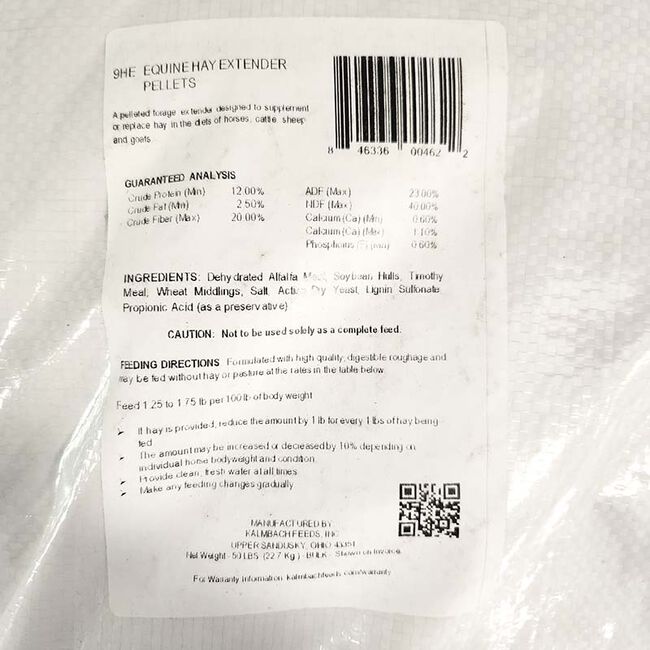 9HE EQUINE HAY EXTENDER
PELLETS
A pelleted forage extender designed to supplement
or replace hay in the diets of horses, cattle, sheep
and goats.
8 46336 00462 2
GUARANTEED ANALYSIS
Crude Protein (Min) 12.00%
Crude Fat (Min) 2.50%
Crude Fiber (Max) 20.00%
ADF (Max) 23.00%
NDF (Max) 40.00%
Calcium (Ca) (Min) 0.60%
Calcium (Ca) (Max) 1.10%
Phosphorus (P) (Min) 0.60%
INGREDIENTS: Dehydrated Alfalfa Meal, Soybean Hulls, Timothy
Meal, Wheat Middlings, Salt, Active Dry Yeast, Lignin Sulfonate,
Propionic Acid (as a preservative)
CAUTION: Not to be used solely as a complete feed.
FEEDING DIRECTIONS Formulated with high quality, digestible roughage and
may be fed without hay or pasture at the rates in the table below.
Feed 1.25 to 1.75 lb per 100 lb of body weight
➤ If hay is provided, reduce the amount by 1 lb for every 1 lbs of hay being
fed.
➤ The amount may be increased or decreased by 10% depending on
individual horse bodyweight and condition.
➤ Provide clean, fresh water at all times.
➤ Make any feeding changes gradually.
MANUFACTURED BY:
KALMBACH FEEDS, INC.
UPPER SANDUSKY, OHIO 43351
Net Weight - 50 LBS (22.7 Kg) - BULK - Shown on Invoice
For Warranty Information: kalmbachfeeds.com/warranty